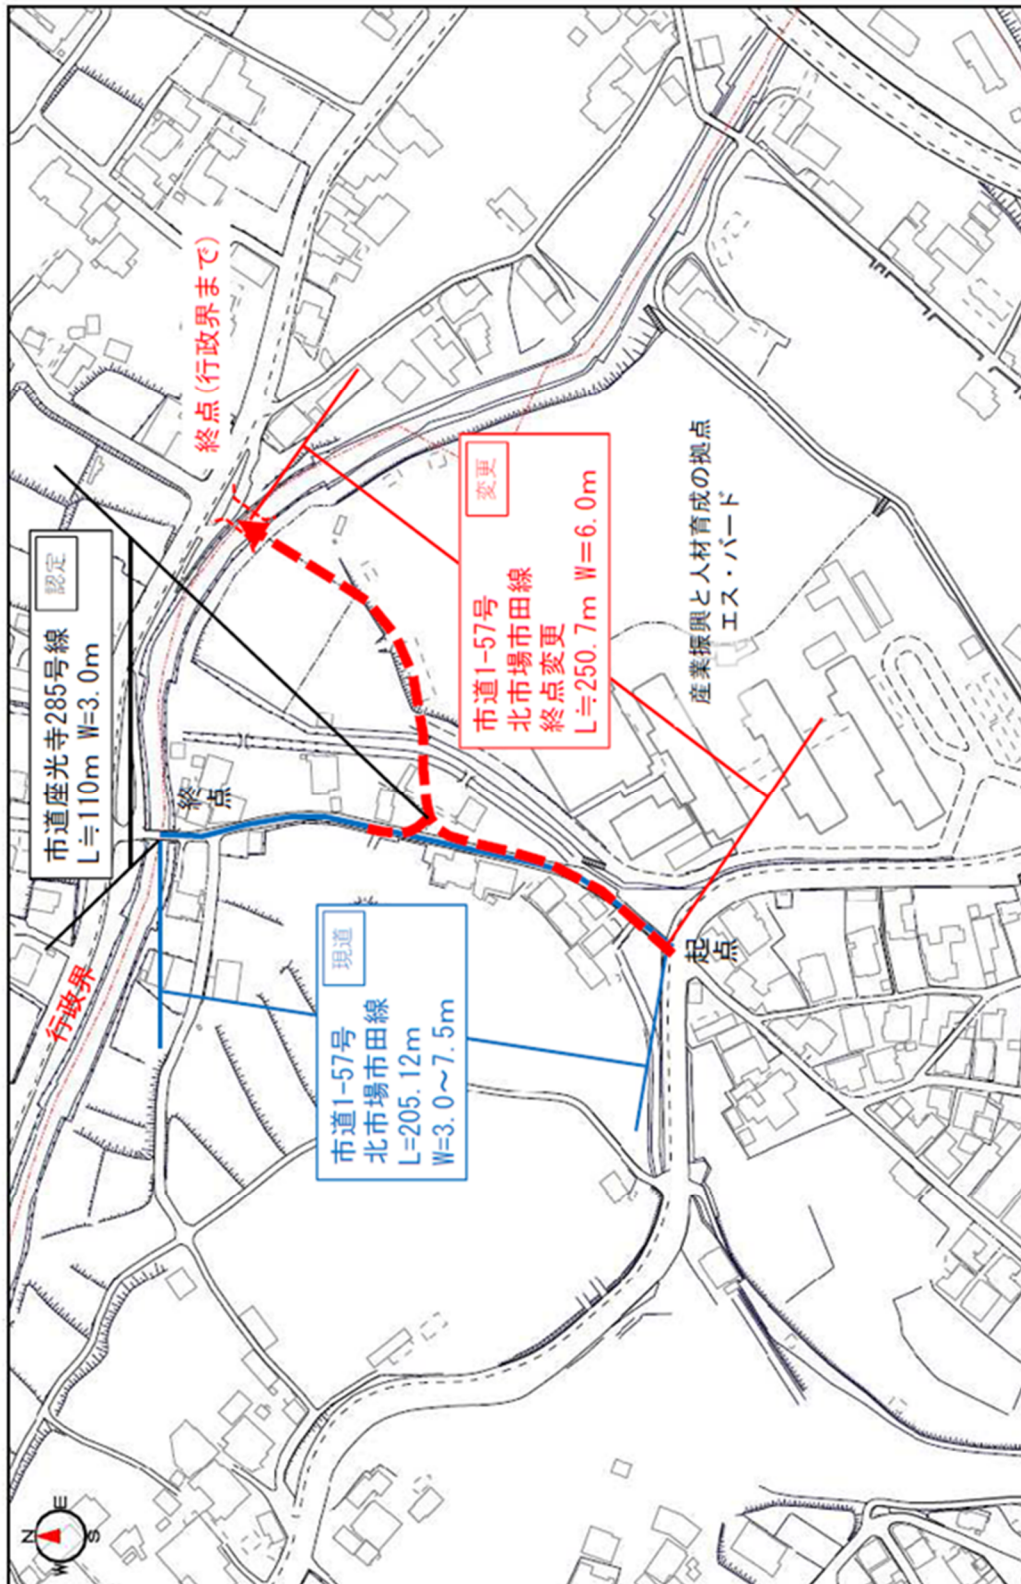 市道座光寺285号線
認定
L≒110m W=3.0m
終点(行政界まで)
市道1-57号
変更
北市場市田線
終点変更
L≒250.7m W=6.0m
産業振興と人材育成の拠点
エス・バード
終点
起点
行政界
市道1-57号
現道
北市場市田線
L=205.12m
W=3.0~7.5m
N
W
E
S